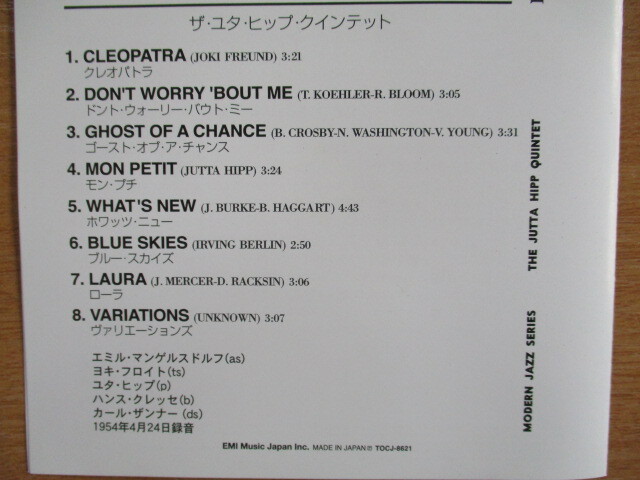 ザ・ユタ・ヒップ・クインテット
1. CLEOPATRA (JOKI FREUND) 3:21
クレオパトラ
2. DON'T WORRY 'BOUT ME (T. KOEHLER-R. BLOOM) 3:05
ドント・ウォーリー・バウト・ミー
3. GHOST OF A CHANCE (B. CROSBY-N. WASHINGTON-V. YOUNG) 3:31
ゴースト・オブ・ア・チャンス
4. MON PETIT (JUTTA HIPP) 3:24
モン・プチ
5. WHAT'S NEW (J. BURKE-B. HAGGART) 4:43
ホワッツ・ニュー
6. BLUE SKIES (IRVING BERLIN) 2:50
ブルー・スカイズ
7. LAURA (J. MERCER-D. RACKSIN) 3:06
ローラ
8. VARIATIONS (UNKNOWN) 3:07
ヴァリエーションズ
エミル・マンゲルスドルフ(as)
ヨキ・フロイト(ts)
ユタ・ヒップ(p)
ハンス・クレッセ(b)
カール・ザンナー (ds)
1954年4月24日録音
EMI Music Japan Inc. MADE IN JAPAN Ⓟ TOCJ-8621
MODERN JAZZ SERIES THE JUTTA HIPP QUINTET